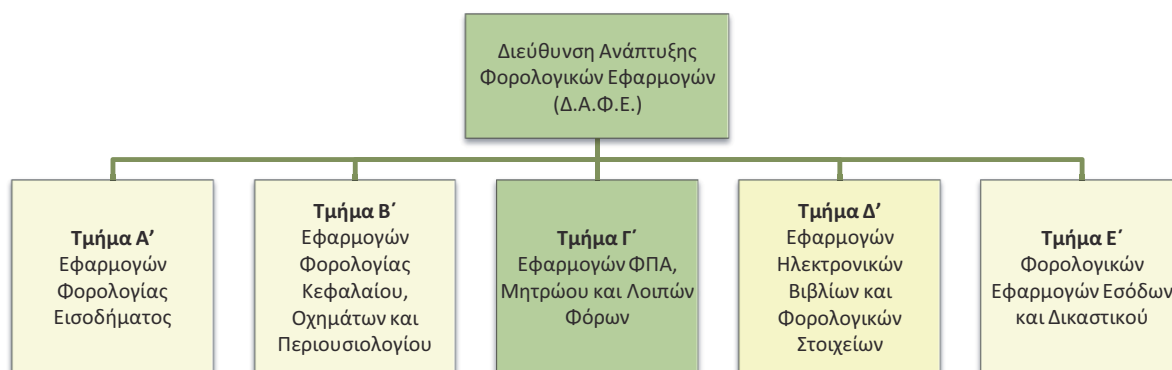 Διεύθυνση Ανάπτυξης
Φορολογικών Εφαρμογών
(Δ.Α.Φ.Ε.)
Τμήμα Α’
Εφαρμογών
Φορολογίας
Εισοδήματος
Τμήμα Β΄
Εφαρμογών
Φορολογίας
Κεφαλαίου,
Οχημάτων και
Περιουσιολογίου
Τμήμα Γ΄
Εφαρμογών ΦΠΑ,
Μητρώου και Λοιπών
Φόρων
Τμήμα Δ’
Εφαρμογών
Ηλεκτρονικών
Βιβλίων και
Φορολογικών
Στοιχείων
Τμήμα Ε΄
Φορολογικών
Εφαρμογών Εσόδων
και Δικαστικού